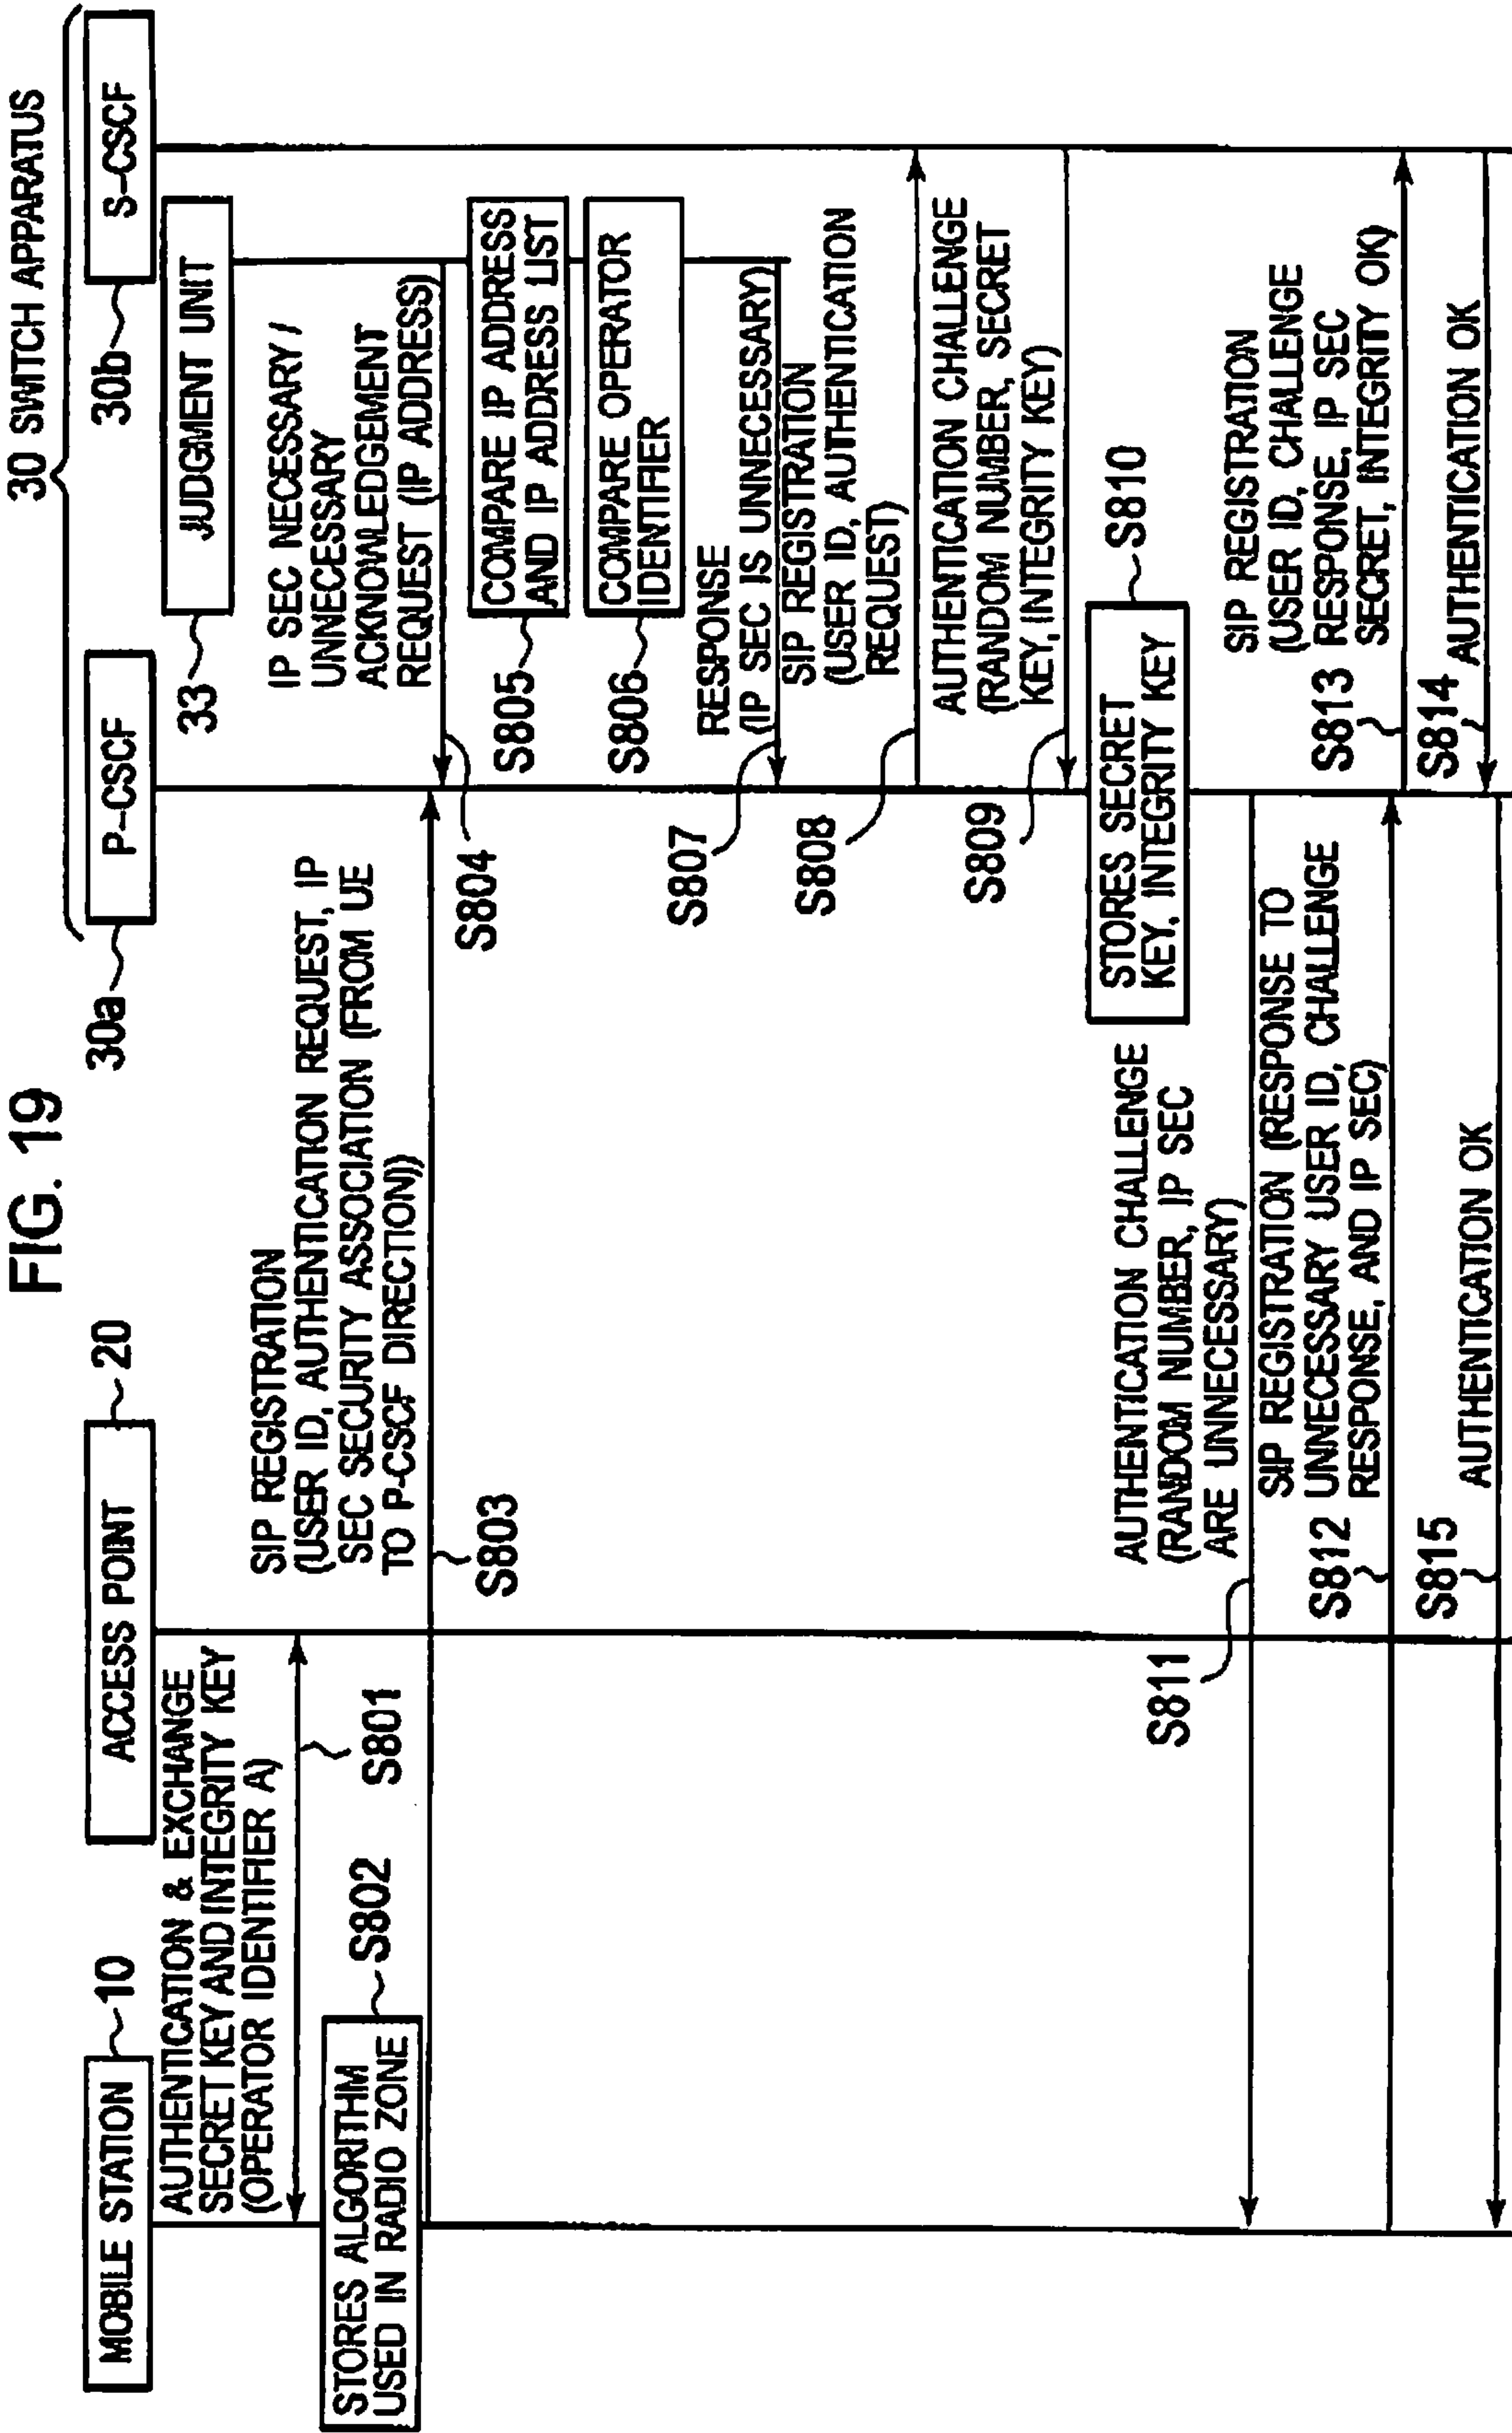 FIG. 19
30 SWITCH APPARATUS
MOBILE STATION
10
ACCESS POINT
20
30a
P-CSCF
30b
S-CSCF
33
JUDGMENT UNIT
AUTHENTICATION & EXCHANGE
SECRET KEY AND INTEGRITY KEY
(OPERATOR IDENTIFIER A)
S801
STORES ALGORITHM
USED IN RADIO ZONE
S802
SIP REGISTRATION
(USER ID, AUTHENTICATION REQUEST, IP
SEC SECURITY ASSOCIATION (FROM UE
TO P-CSCF DIRECTION))
S803
IP SEC NECESSARY /
UNNECESSARY
ACKNOWLEDGEMENT
REQUEST (IP ADDRESS)
S804
COMPARE IP ADDRESS
AND IP ADDRESS LIST
S805
COMPARE OPERATOR
IDENTIFIER
S806
RESPONSE
(IP SEC IS UNNECESSARY)
S807
SIP REGISTRATION
(USER ID, AUTHENTICATION
REQUEST)
S808
AUTHENTICATION CHALLENGE
(RANDOM NUMBER, SECRET
KEY, INTEGRITY KEY)
S809
STORES SECRET
KEY, INTEGRITY KEY
S810
AUTHENTICATION CHALLENGE
(RANDOM NUMBER, IP SEC
ARE UNNECESSARY)
S811
SIP REGISTRATION (RESPONSE TO
UNNECESSARY USER ID, CHALLENGE
RESPONSE, AND IP SEC)
S812
SIP REGISTRATION
(USER ID, CHALLENGE
RESPONSE, IP SEC
SECRET, INTEGRITY OK)
S813
S814
AUTHENTICATION OK
S815
AUTHENTICATION OK